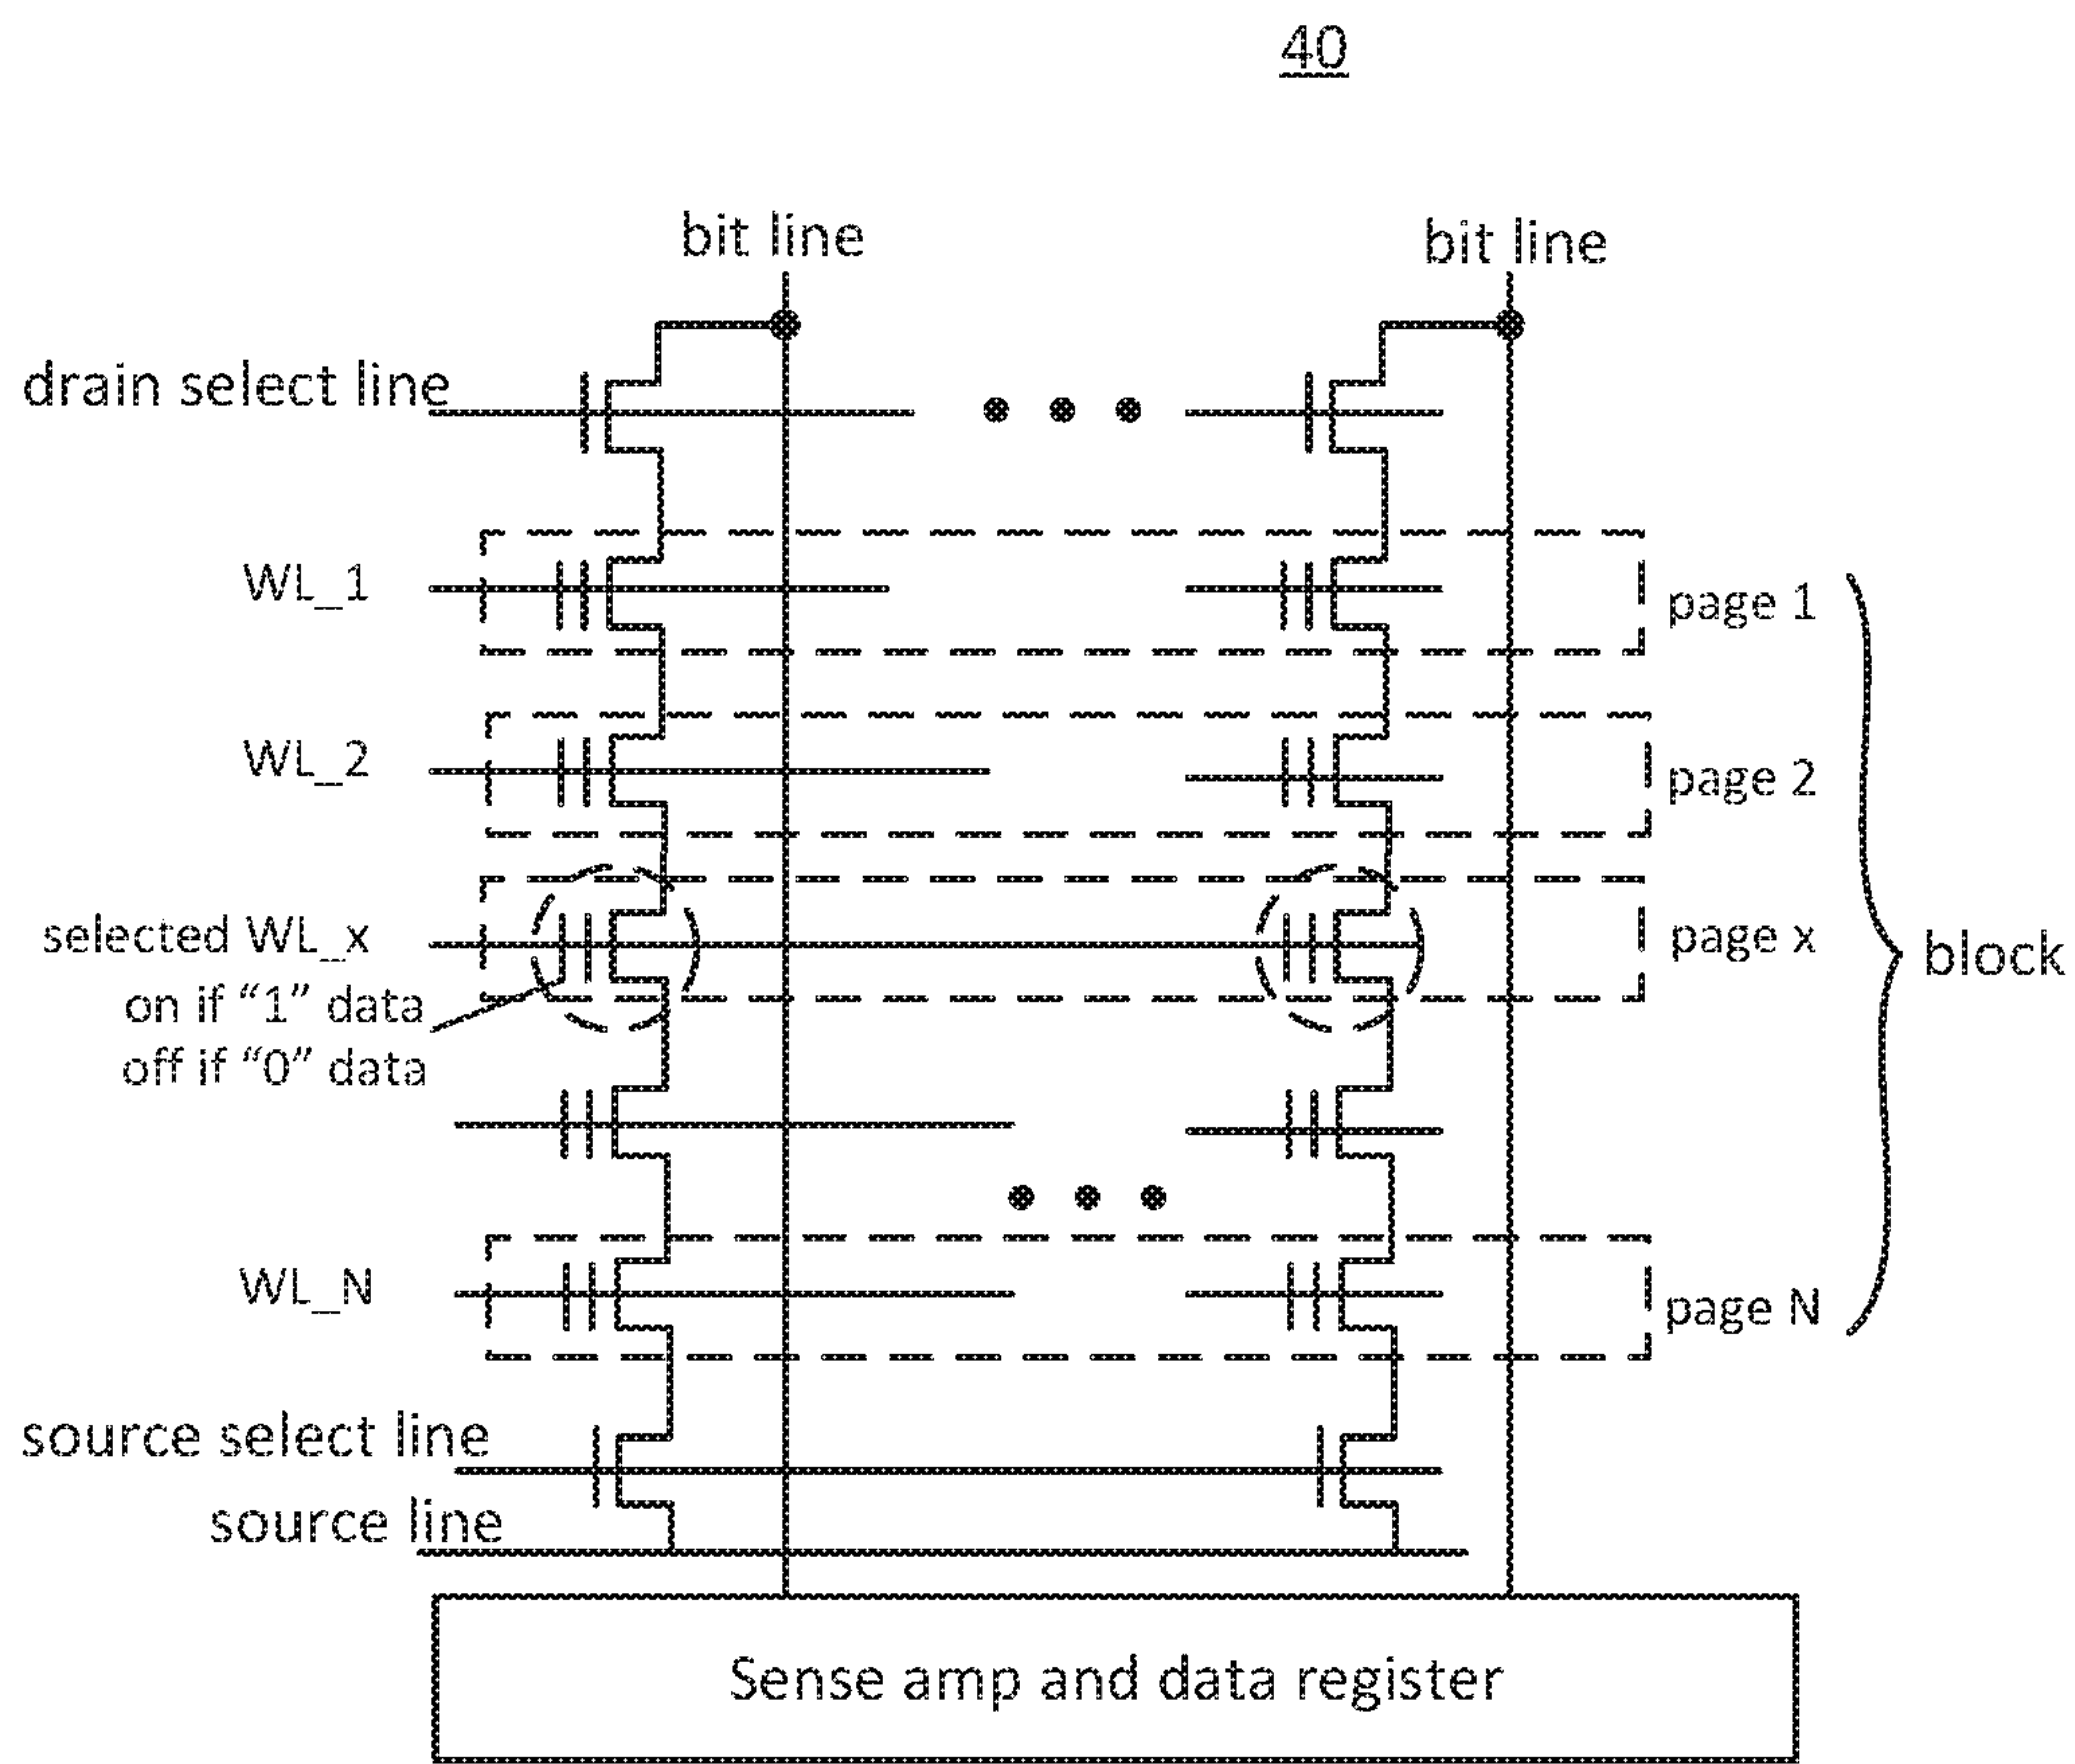 40
bit line
bit line
drain select line
WL_1
page 1
WL_2
page 2
selected WL_x
on if “1” data
off if “0” data
page x
block
WL_N
page N
source select line
source line
Sense amp and data register